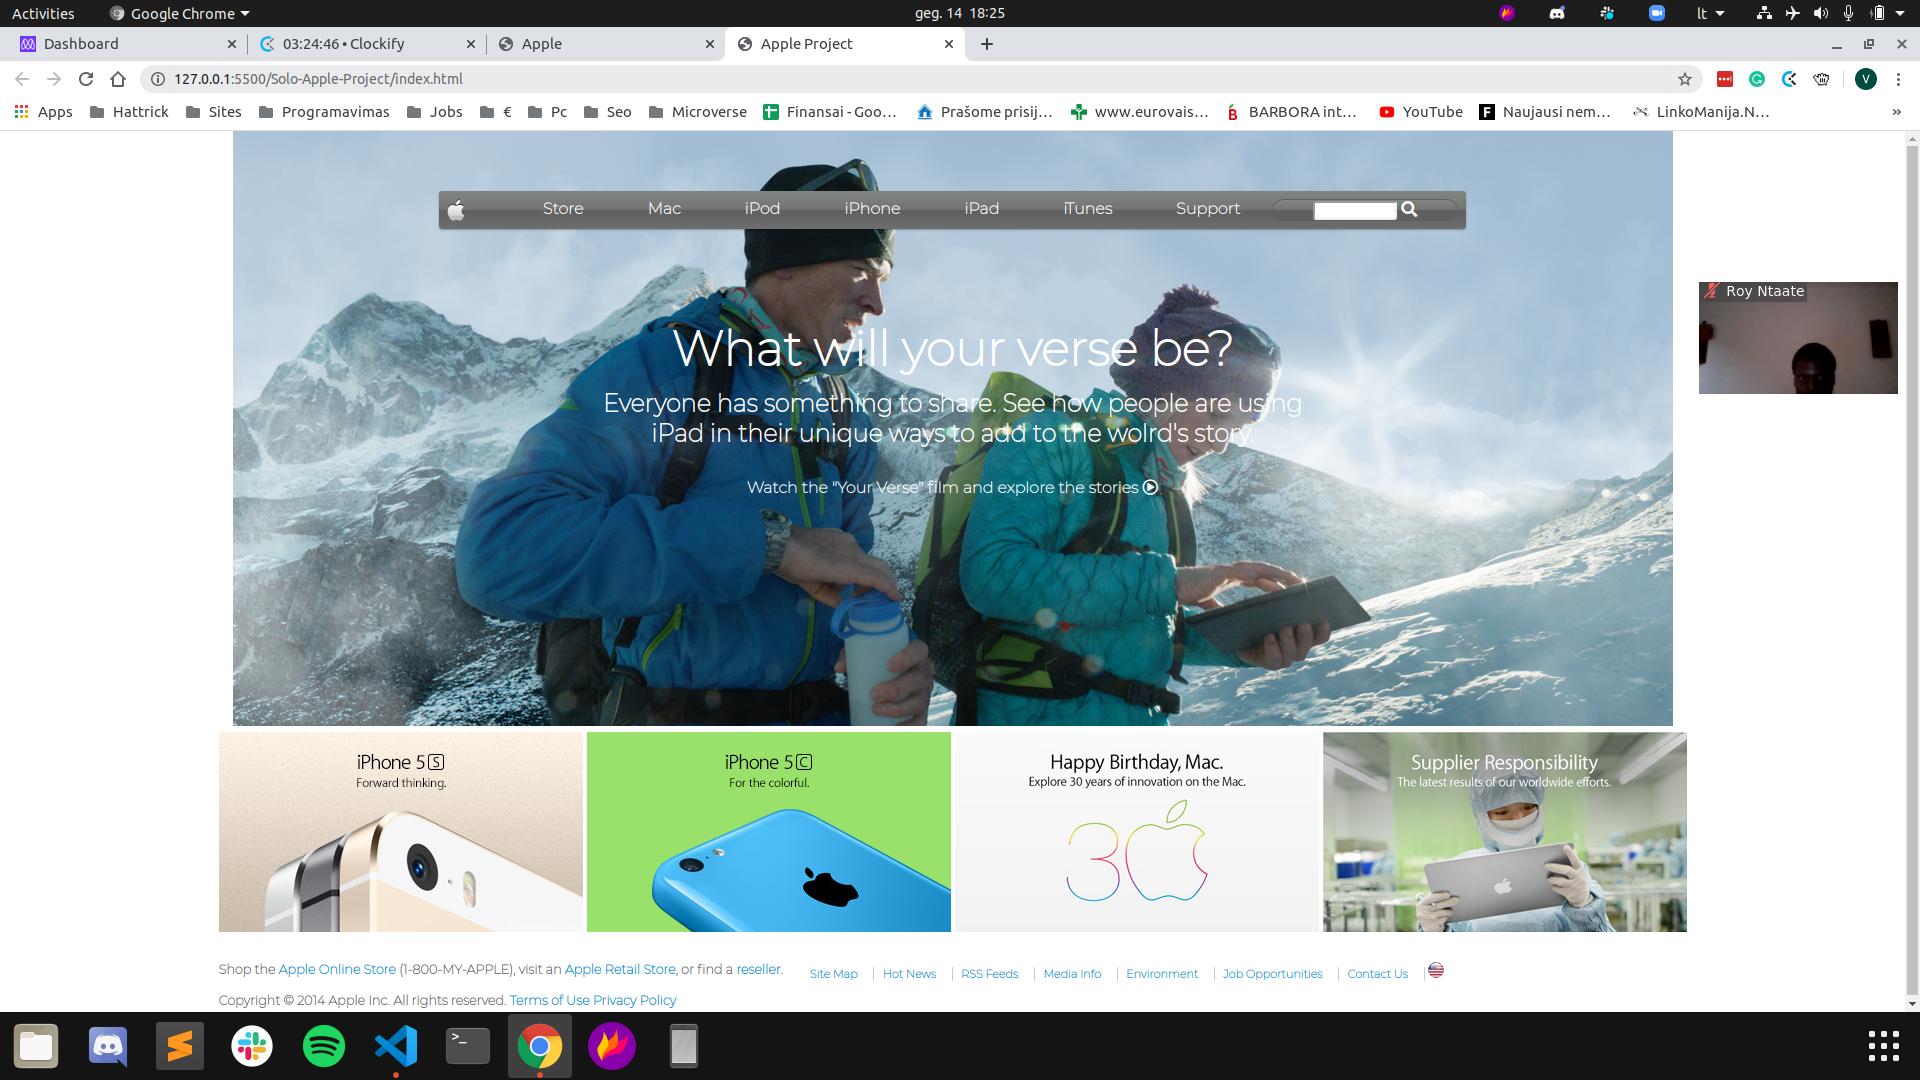 Activities
Google Chrome
geg. 14 18:25
lt
Dashboard
03:24:46 • Clockify
Apple
Apple Project
127.0.0.1:5500/Solo-Apple-Project/index.html
V
Apps
Hattrick
Sites
Programavimas
Jobs
€
Pc
Seo
Microverse
Finansai - Goo...
Prašome prisij...
www.eurovais...
BARBORA int...
YouTube
Naujausi nem...
LinkoManija.N...
»
Store
Mac
iPod
iPhone
iPad
iTunes
Support
Roy Ntaate
What will your verse be?
Everyone has something to share. See how people are using
iPad in their unique ways to add to the wolrd's story.
Watch the "Your Verse" film and explore the stories
iPhone 5S
Forward thinking.
iPhone 5C
For the colorful.
Happy Birthday, Mac.
Explore 30 years of innovation on the Mac.
30
Supplier Responsibility
The latest results of our worldwide efforts.
Shop the Apple Online Store (1-800-MY-APPLE), visit an Apple Retail Store, or find a reseller.
Site Map
Hot News
RSS Feeds
Media Info
Environment
Job Opportunities
Contact Us
Copyright © 2014 Apple Inc. All rights reserved. Terms of Use Privacy Policy